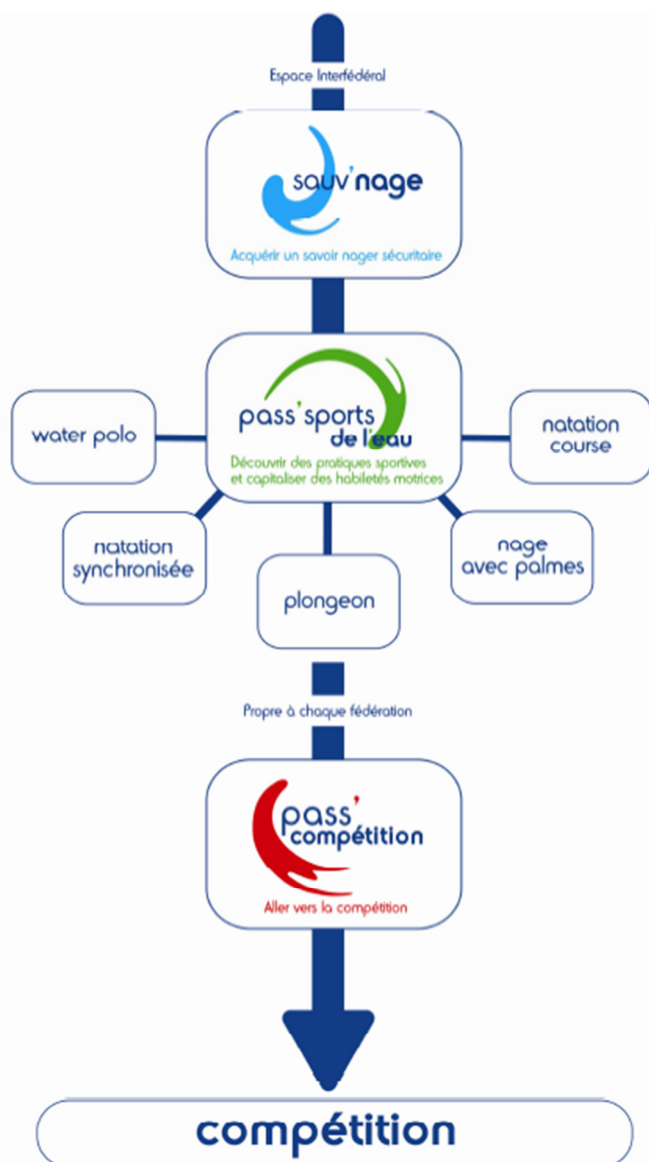 Espace Interfédéral
sauv'nage
Acquérir un savoir nager sécuritaire
pass'sports
de l'eau
Découvrir des pratiques sportives
et capitaliser des habiletés motrices
water polo
natation
course
natation
synchronisée
nage
avec palmes
plongeon
Propre à chaque fédération
pass'
compétition
Aller vers la compétition
compétition